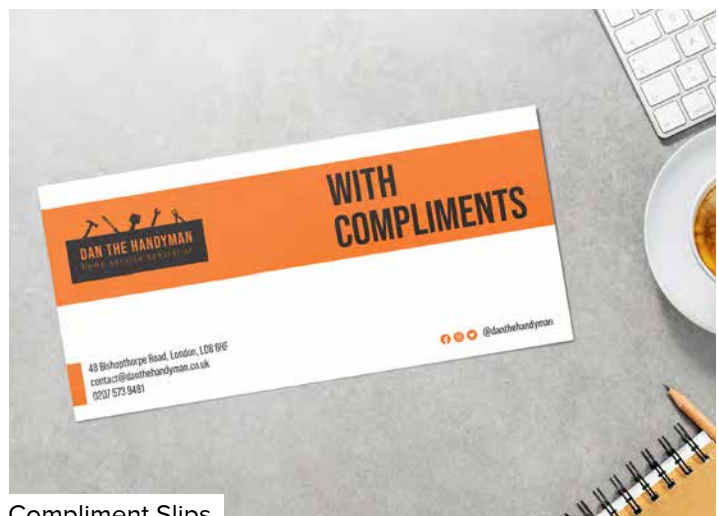 WITH
COMPLIMENTS
DAN THE HANDYMAN
home service specialist
48 Bishopthorpe Road, London, LD8 6HF
contact@danthehandyman.co.uk
0207 573 9481
@danthehandyman
Compliment Slips